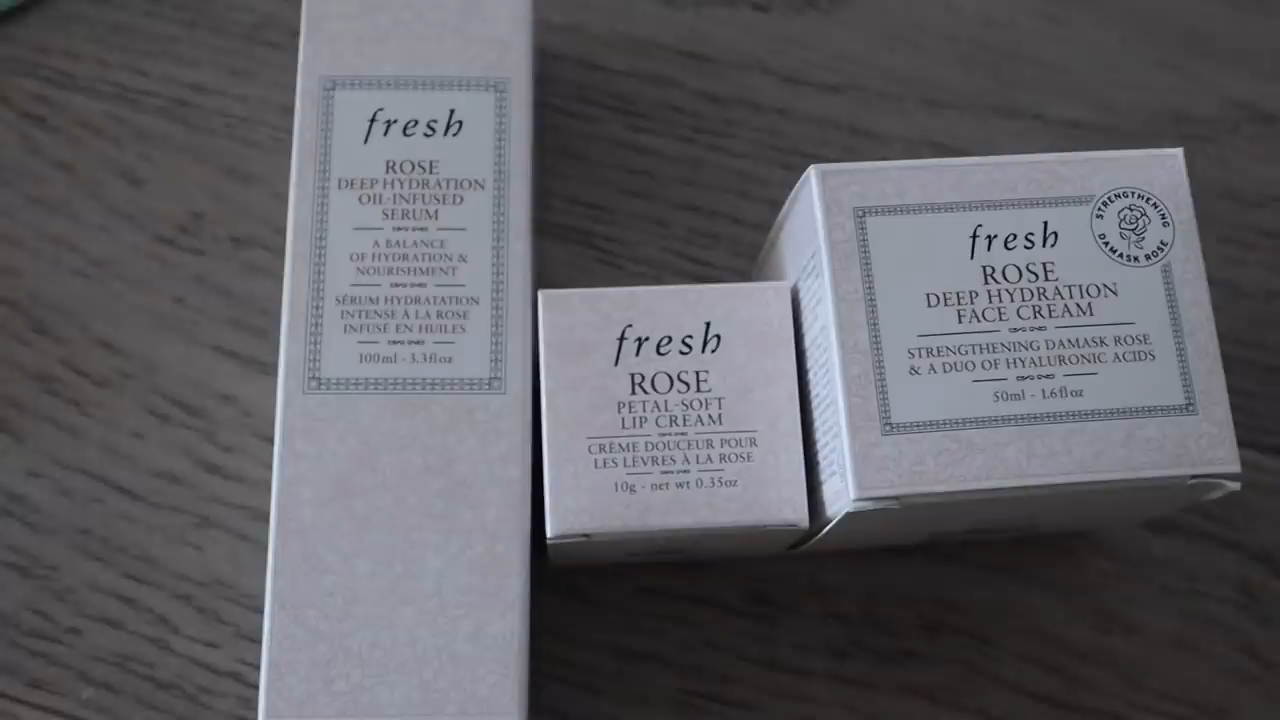 fresh
ROSE
DEEP HYDRATION
OIL-INFUSED
SERUM
A BALANCE
OF HYDRATION &
NOURISHMENT
SÉRUM HYDRATATION
INTENSE À LA ROSE
INFUSÉ EN HUILES
100ml - 3.3fl oz
fresh
ROSE
PETAL-SOFT
LIP CREAM
CRÈME DOUCEUR POUR
LES LÈVRES À LA ROSE
10g - net wt 0.35oz
fresh
ROSE
DEEP HYDRATION
FACE CREAM
STRENGTHENING DAMASK ROSE
& A DUO OF HYALURONIC ACIDS
50ml - 1.6fl oz
STRENGTHENING
DAMASK ROSE